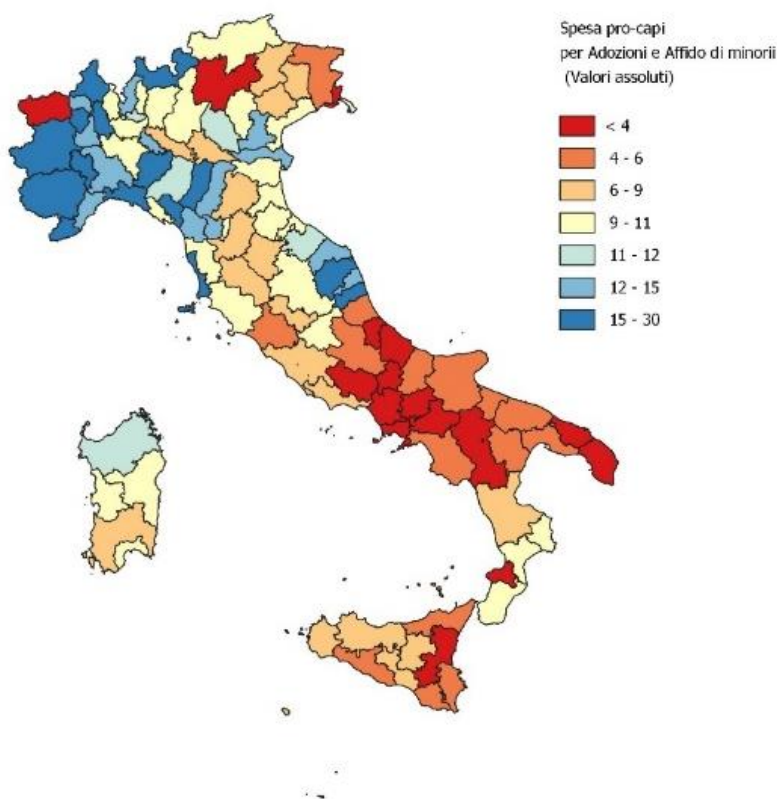 Spesa pro-capi
per Adozioni e Affido di minorii
(Valori assoluti)
< 4
4 - 6
6 - 9
9 - 11
11 - 12
12 - 15
15 - 30